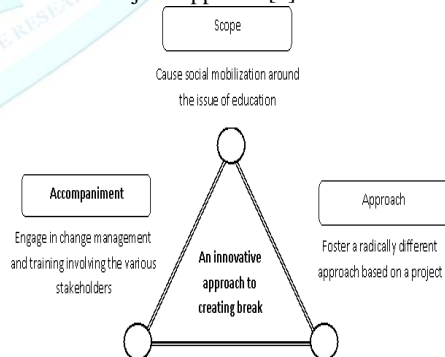 Scope
Cause social mobilization around
the issue of education
Accompaniment
Engage in change management
and training involving the various
stakeholders
Approach
Foster a radically different
approach based on a project
An innovative
approach to
creating break